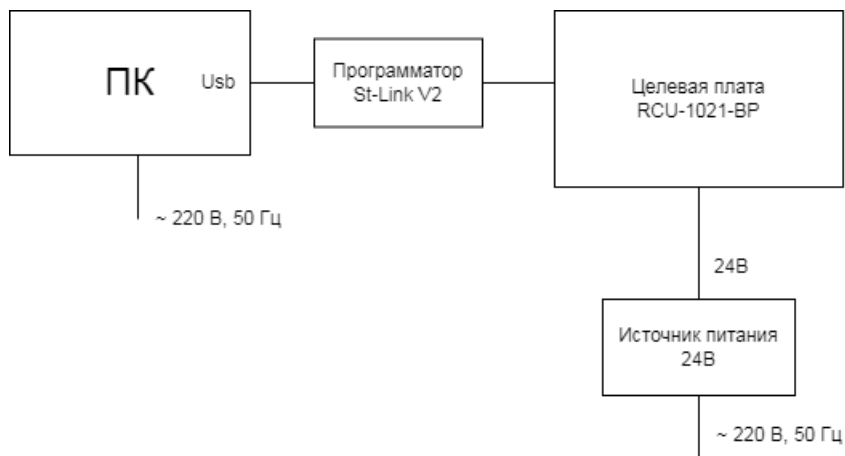 ПК
Usb
Программатор
St-Link V2
Целевая плата
RCU-1021-BP
~ 220 В, 50 Гц
24В
Источник питания
24В
~ 220 В, 50 Гц